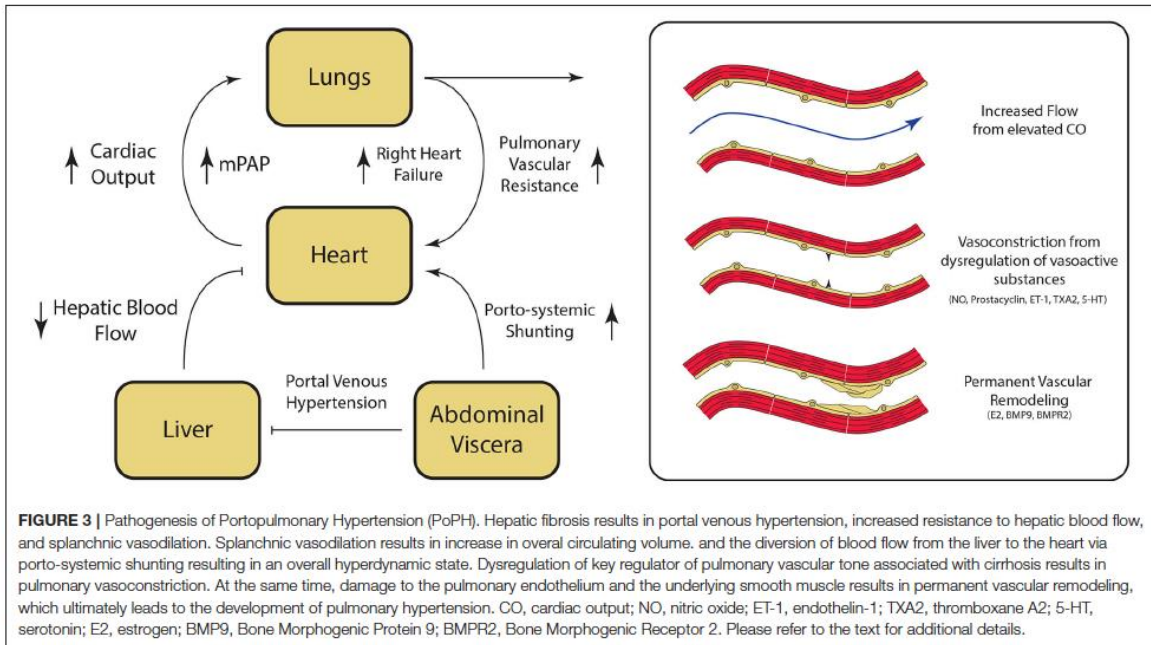 Lungs
Cardiac
Output
mPAP
Right Heart
Failure
Pulmonary
Vascular
Resistance
Heart
Hepatic Blood
Flow
Porto-systemic
Shunting
Portal Venous
Hypertension
Liver
Abdominal
Viscera
Increased Flow
from elevated CO
Vasoconstriction from
dysregulation of vasoactive
substances
(NO, Prostacyclin, ET-1, TXA2, 5-HT)
Permanent Vascular
Remodeling
(E2, BMP9, BMPR2)
FIGURE 3 | Pathogenesis of Portopulmonary Hypertension (PoPH). Hepatic fibrosis results in portal venous hypertension, increased resistance to hepatic blood flow,
and splanchnic vasodilation. Splanchnic vasodilation results in increase in overal circulating volume. and the diversion of blood flow from the liver to the heart via
porto-systemic shunting resulting in an overall hyperdynamic state. Dysregulation of key regulator of pulmonary vascular tone associated with cirrhosis results in
pulmonary vasoconstriction. At the same time, damage to the pulmonary endothelium and the underlying smooth muscle results in permanent vascular remodeling,
which ultimately leads to the development of pulmonary hypertension. CO, cardiac output; NO, nitric oxide; ET-1, endothelin-1; TXA2, thromboxane A2; 5-HT,
serotonin; E2, estrogen; BMP9, Bone Morphogenic Protein 9; BMPR2, Bone Morphogenic Receptor 2. Please refer to the text for additional details.